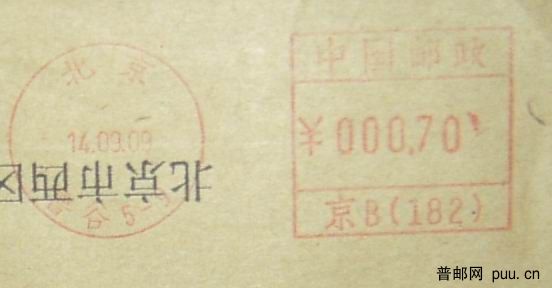 北京
14.09.09
中国邮政
¥000.70
京B(182)
北京市西区
普邮网 puu.cn